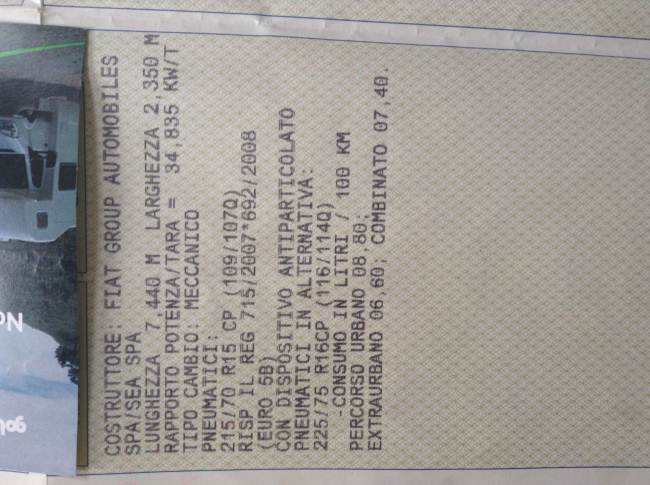 COSTRUTTORE: FIAT GROUP AUTOMOBILES
SPA/SEA SPA
LUNGHEZZA 7,440 M LARGHEZZA 2,350 M
RAPPORTO POTENZA/TARA = 34,835 KW/T
TIPO CAMBIO: MECCANICO
PNEUMATICI:
215/70 R15 CP (109/107Q)
RISP IL REG 715/2007*692/2008
(EURO 5B)
CON DISPOSITIVO ANTIPARTICOLATO
PNEUMATICI IN ALTERNATIVA:
225/75 R16CP (116/114Q)
-CONSUMO IN LITRI / 100 KM
PERCORSO URBANO 08,80;
EXTRAURBANO 06,60; COMBINATO 07,40.